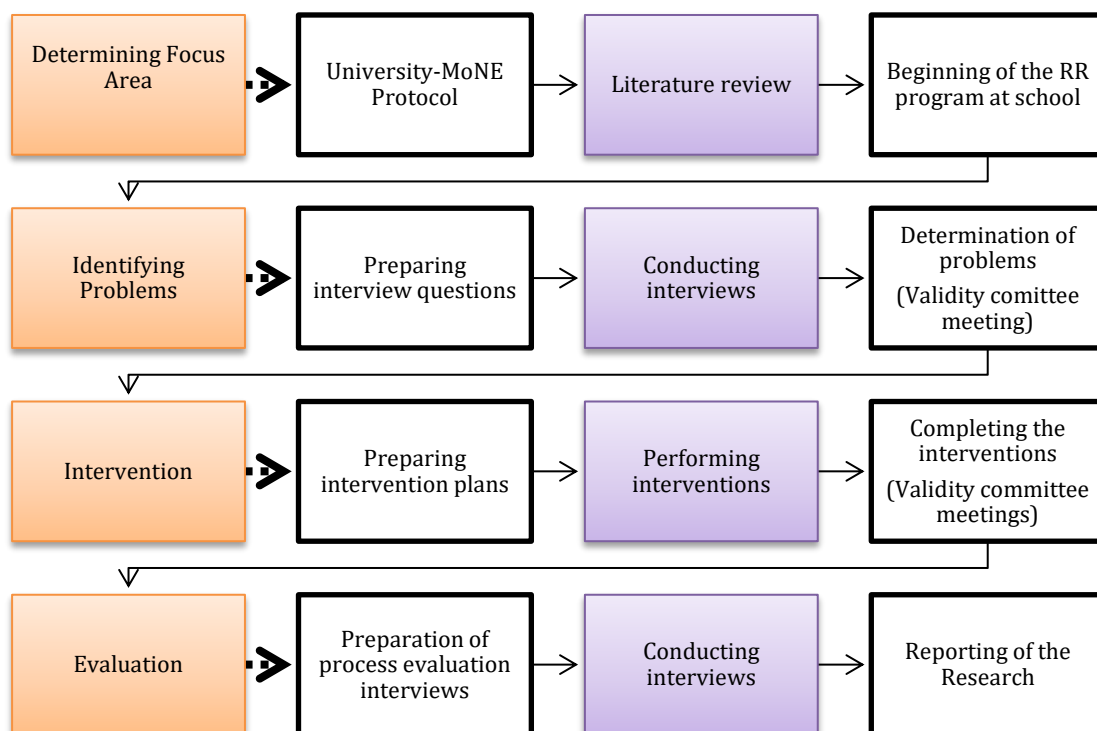 Determining Focus
Area
University-MoNE
Protocol
Literature review
Beginning of the RR
program at school
Identifying
Problems
Preparing
interview questions
Conducting
interviews
Determination of
problems
(Validity comittee
meeting)
Intervention
Preparing
intervention plans
Performing
interventions
Completing the
interventions
(Validity committee
meetings)
Evaluation
Preparation of
process evaluation
interviews
Conducting
interviews
Reporting of the
Research